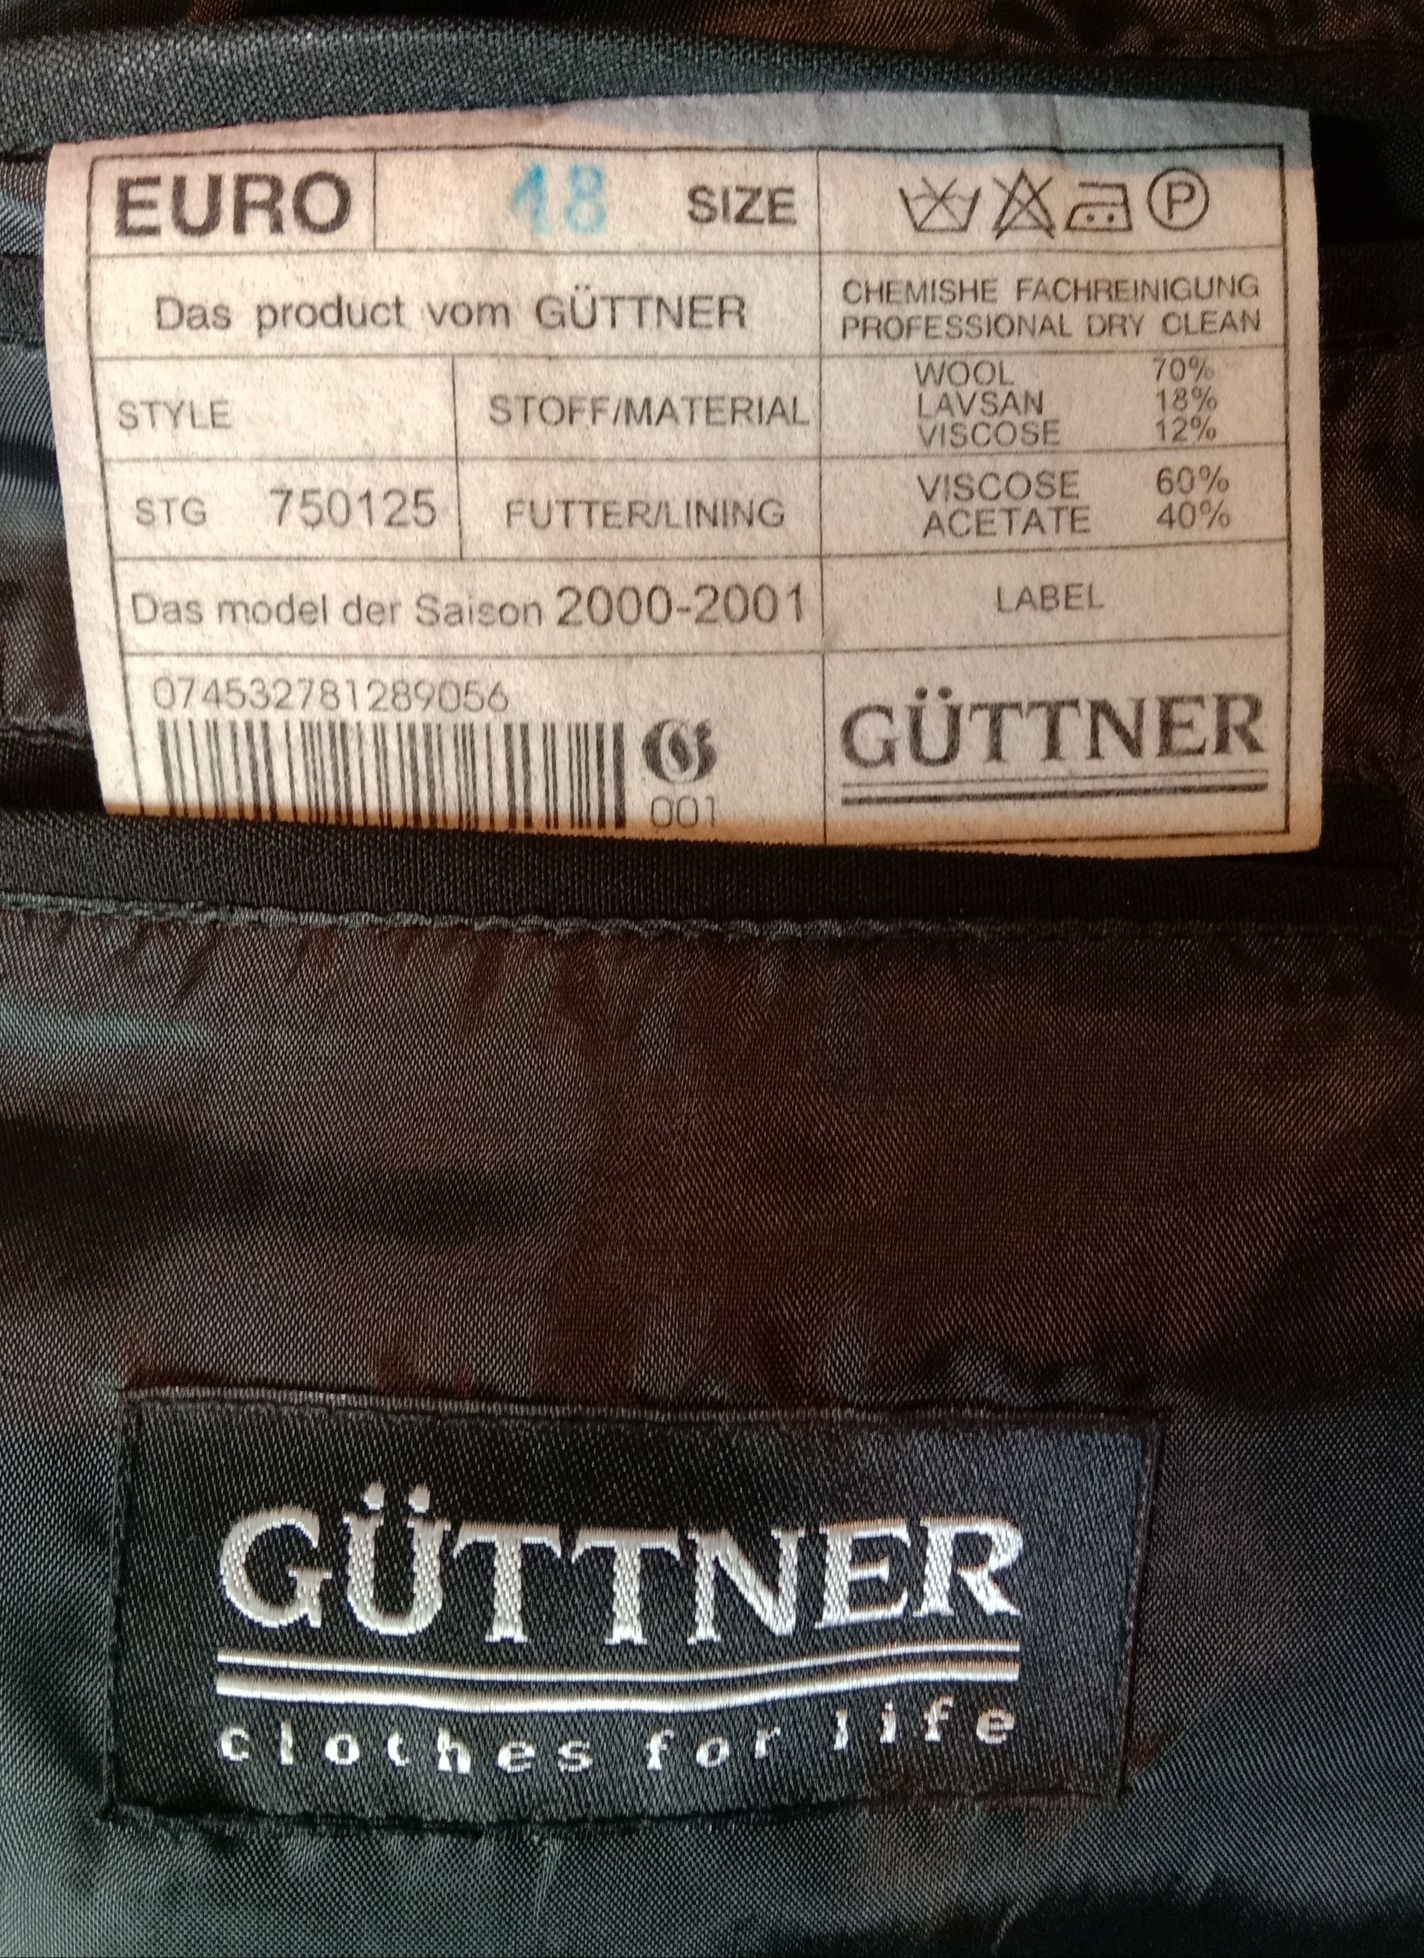 EURO 48 SIZE
P
Das product vom GÜTTNER
CHEMISHE FACHREINIGUNG
PROFESSIONAL DRY CLEAN
STYLE
STOFF/MATERIAL
WOOL 70%
LAVSAN 18%
VISCOSE 12%
STG 750125
FUTTER/LINING
VISCOSE 60%
ACETATE 40%
Das model der Saison 2000-2001
LABEL
074532781289056
G
001
GÜTTNER
GÜTTNER
clothes for life